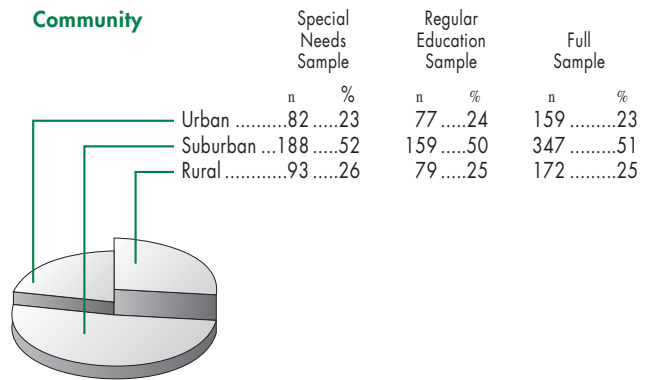 Community
Special Needs Sample Regular Education Sample Full Sample
n % n % n %
Urban ..........82 .....23 77 .....24 159 .........23
Suburban ...188 .....52 159 .....50 347 .........51
Rural ............93 .....26 79 .....25 172 .........25